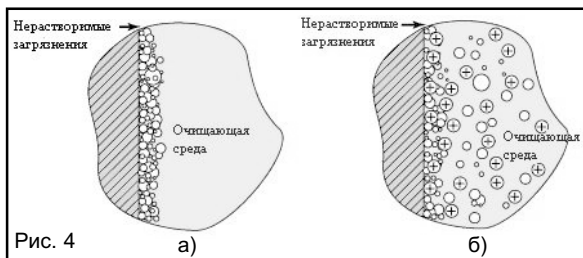 Нерастворимые
загрязнения
Очищающая
среда
Рис. 4
а)
Нерастворимые
загрязнения
Очищающая
среда
б)